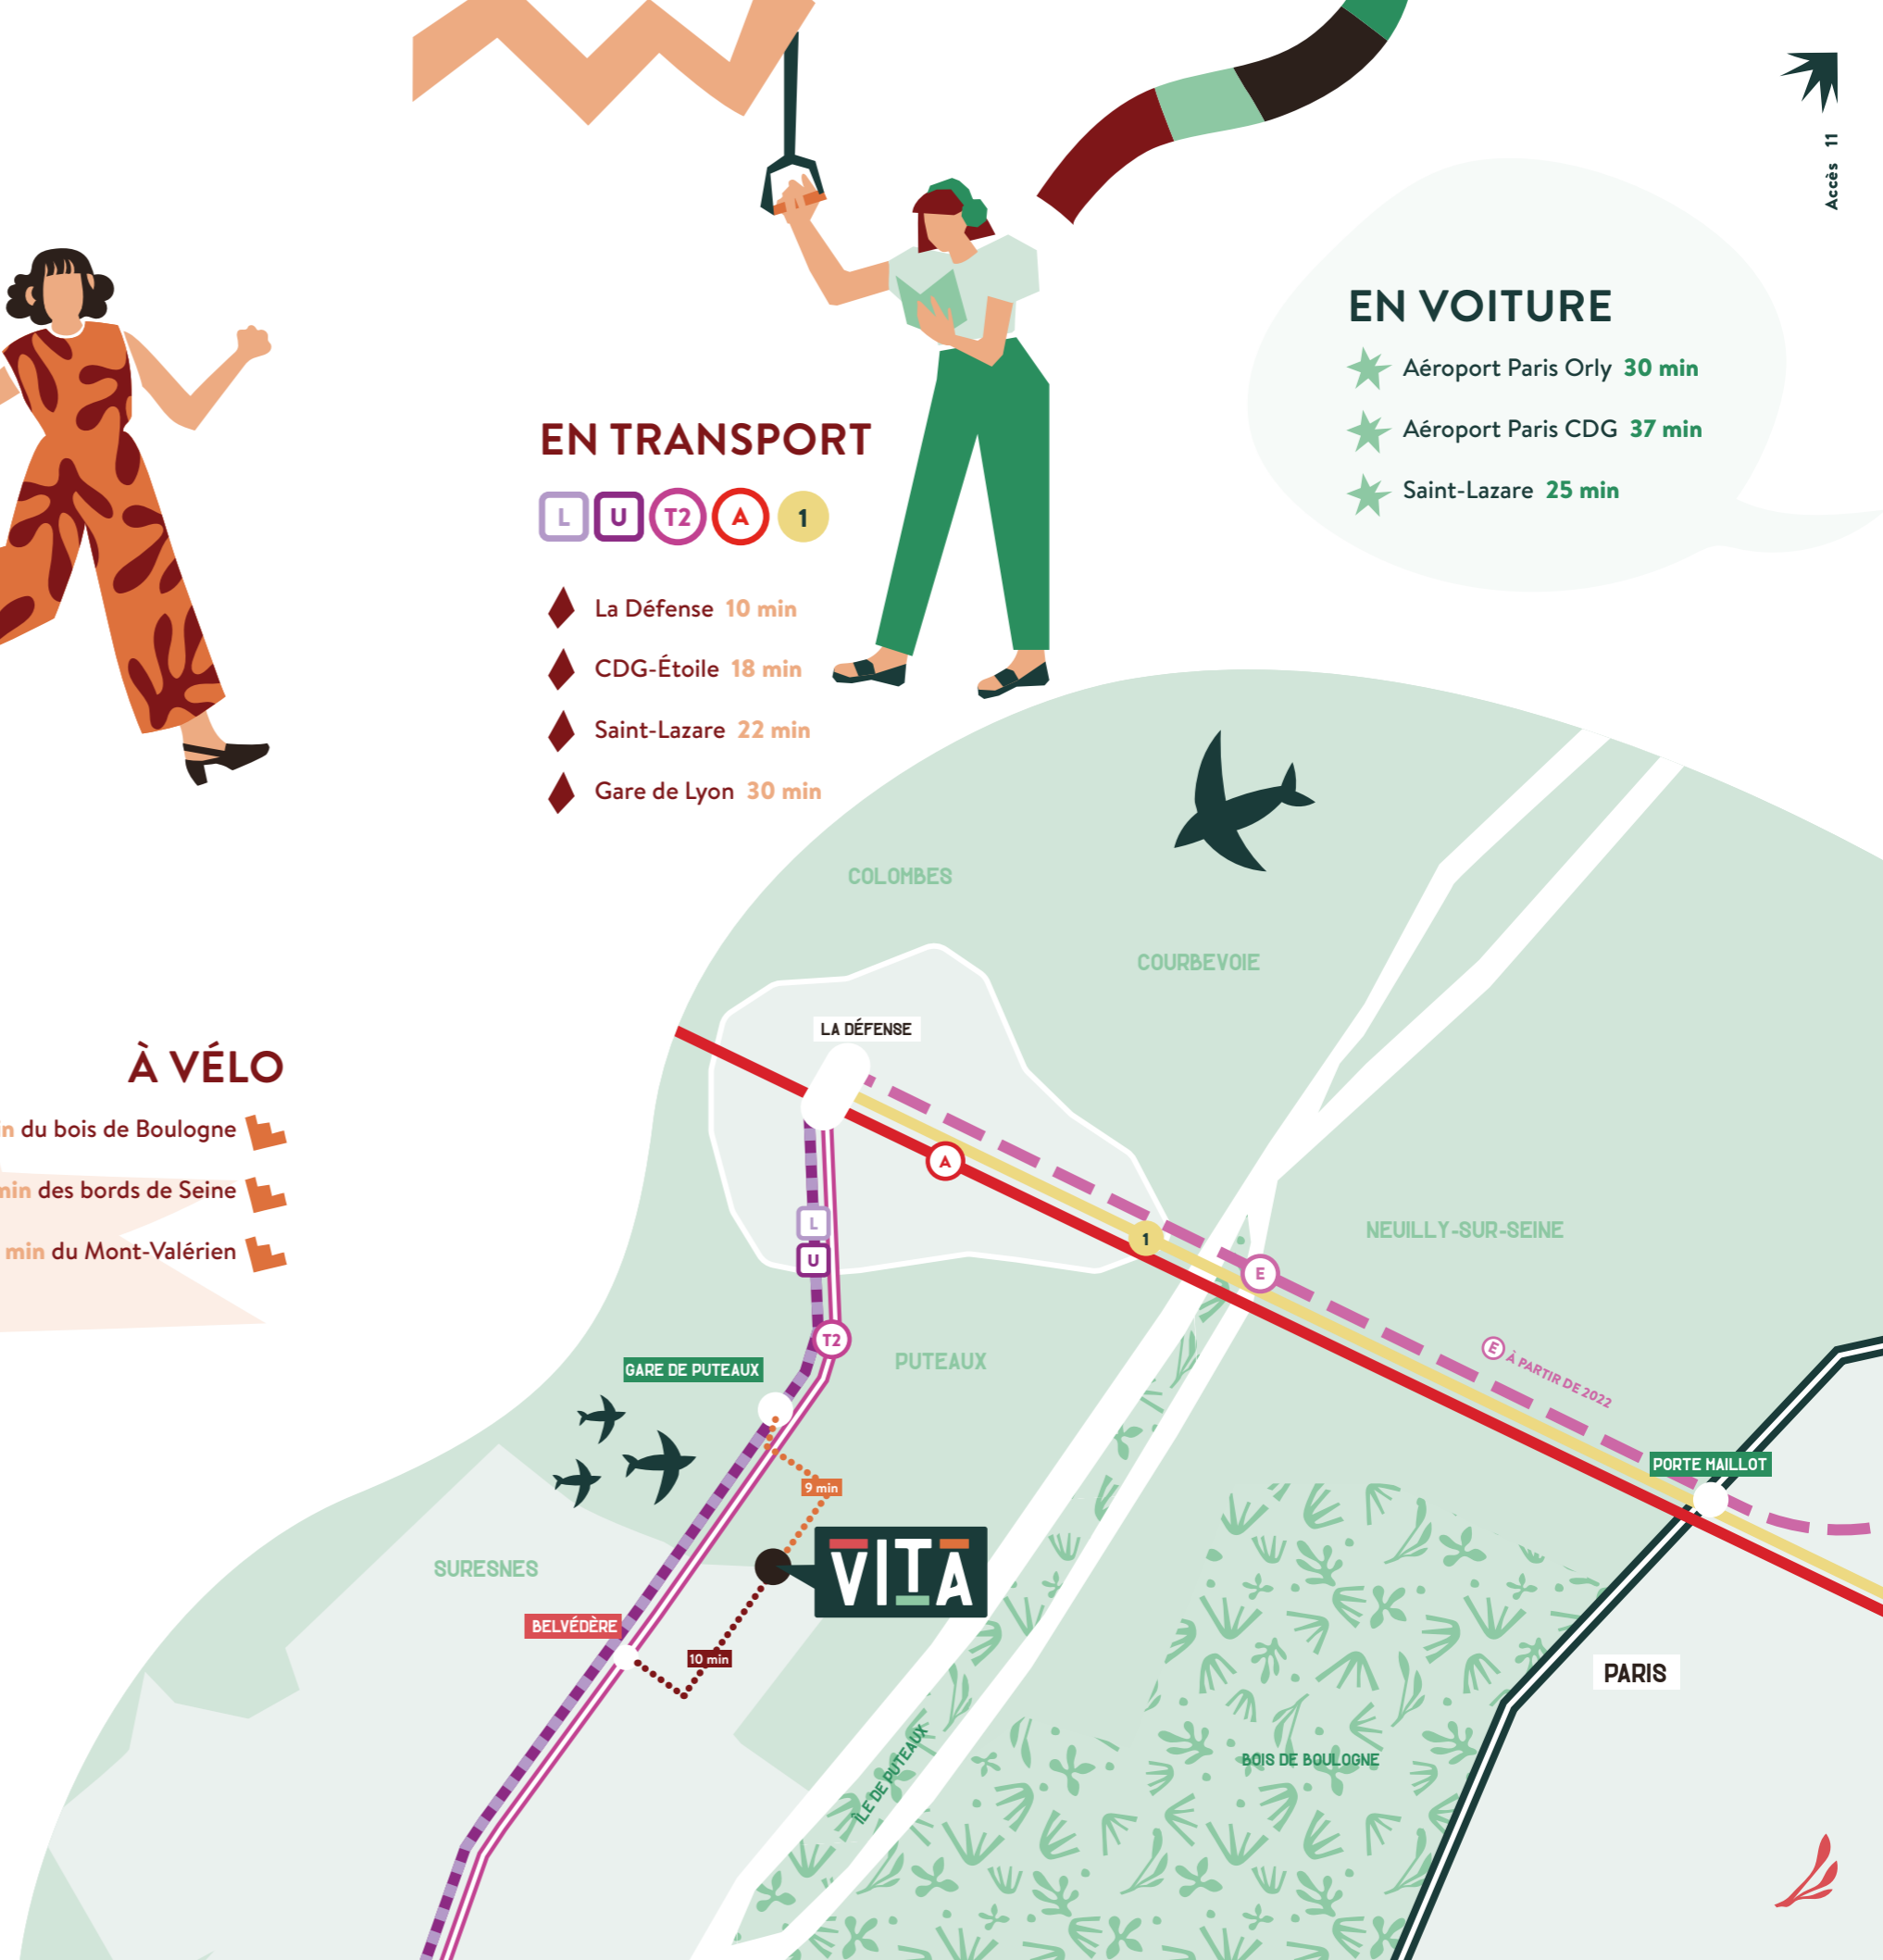 Accès 11
EN VOITURE
Aéroport Paris Orly 30 min
Aéroport Paris CDG 37 min
Saint-Lazare 25 min
EN TRANSPORT
L U T2 A 1
La Défense 10 min
CDG-Étoile 18 min
Saint-Lazare 22 min
Gare de Lyon 30 min
À VÉLO
du bois de Boulogne
min des bords de Seine
min du Mont-Valérien
COLOMBES
COURBEVOIE
LA DÉFENSE
A
L
U
1
NEUILLY-SUR-SEINE
E
T2
E À PARTIR DE 2022
PUTEAUX
GARE DE PUTEAUX
PORTE MAILLOT
9 min
VITA
SURESNES
BELVÉDÈRE
10 min
PARIS
ÎLE DE PUTEAUX
BOIS DE BOULOGNE